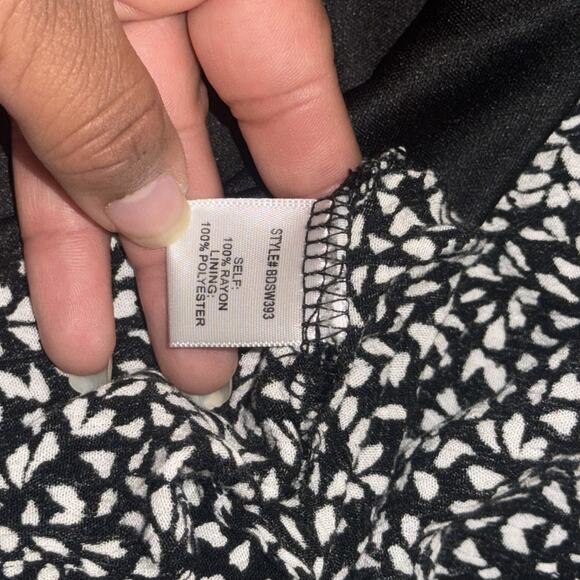 STYLE# BDSW393
SELF:
100% RAYON
LINING:
100% POLYESTER